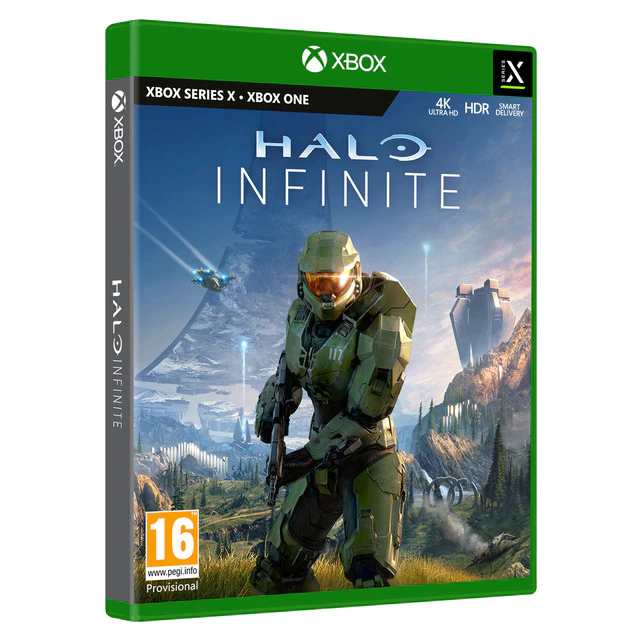 XBOX
SERIES X
XBOX SERIES X • XBOX ONE
4K
ULTRA HD
HDR
SMART
DELIVERY
HALO
INFINITE
117
16
www.pegi.info
Provisional
XBOX
HALO
INFINITE